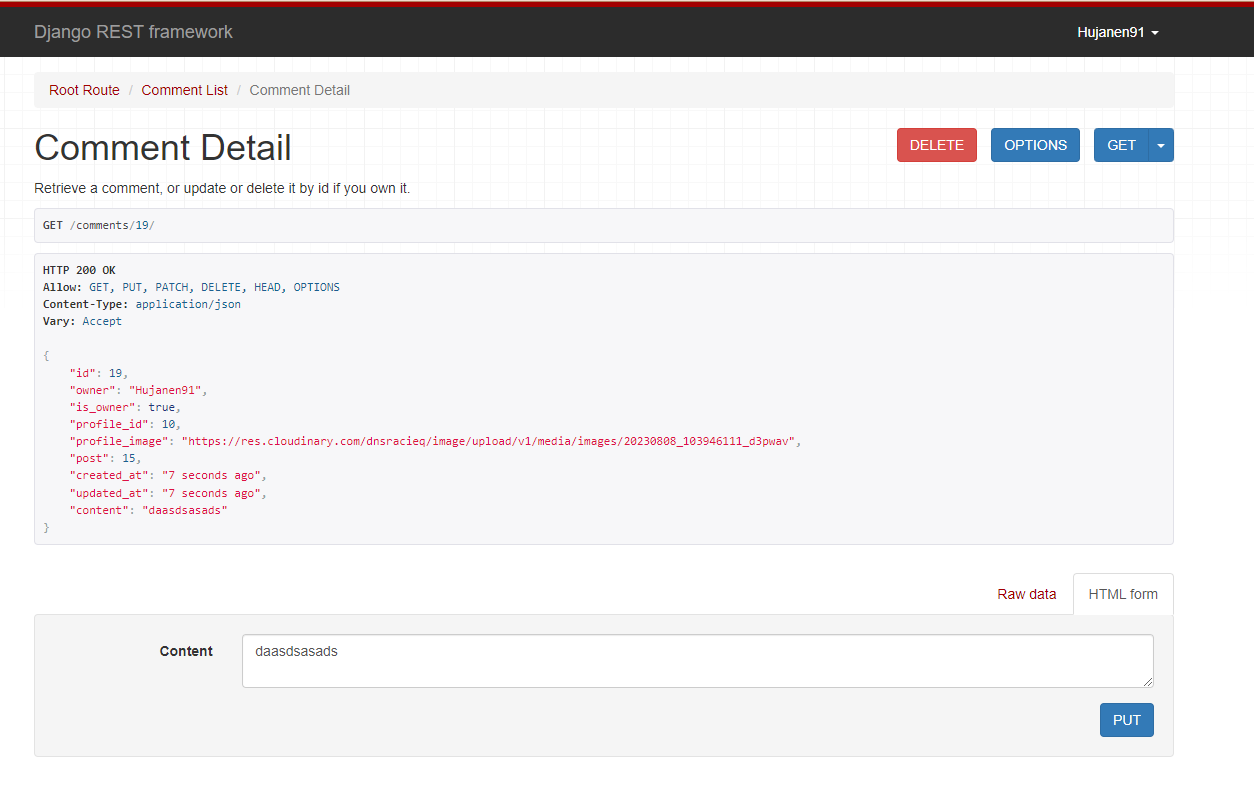 Django REST framework
Hujanen91
Root Route / Comment List / Comment Detail
Comment Detail
DELETE
OPTIONS
GET
Retrieve a comment, or update or delete it by id if you own it.
GET /comments/19/
HTTP 200 OK
Allow: GET, PUT, PATCH, DELETE, HEAD, OPTIONS
Content-Type: application/json
Vary: Accept
{
    "id": 19,
    "owner": "Hujanen91",
    "is_owner": true,
    "profile_id": 10,
    "profile_image": "https://res.cloudinary.com/dnsracieq/image/upload/v1/media/images/20230808_103946111_d3pwav",
    "post": 15,
    "created_at": "7 seconds ago",
    "updated_at": "7 seconds ago",
    "content": "daasdsasads"
}
Raw data
HTML form
Content
daasdsasads
PUT